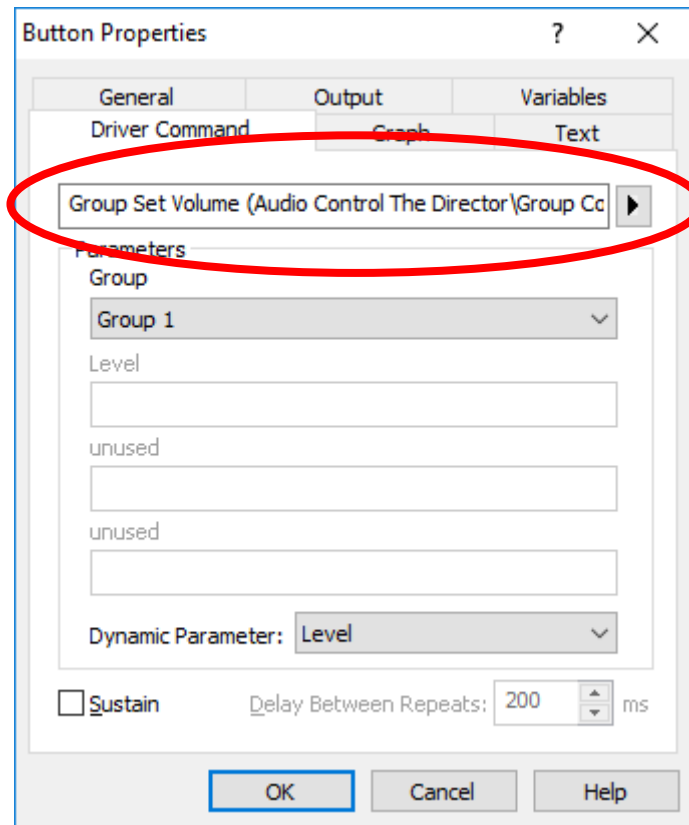 Button Properties ?
General Output Variables
Driver Command Graph Text
Group Set Volume (Audio Control The Director\Group Co
Parameters
Group
Group 1
Level
unused
unused
Dynamic Parameter: Level
Sustain Delay Between Repeats: 200 ms
OK Cancel Help